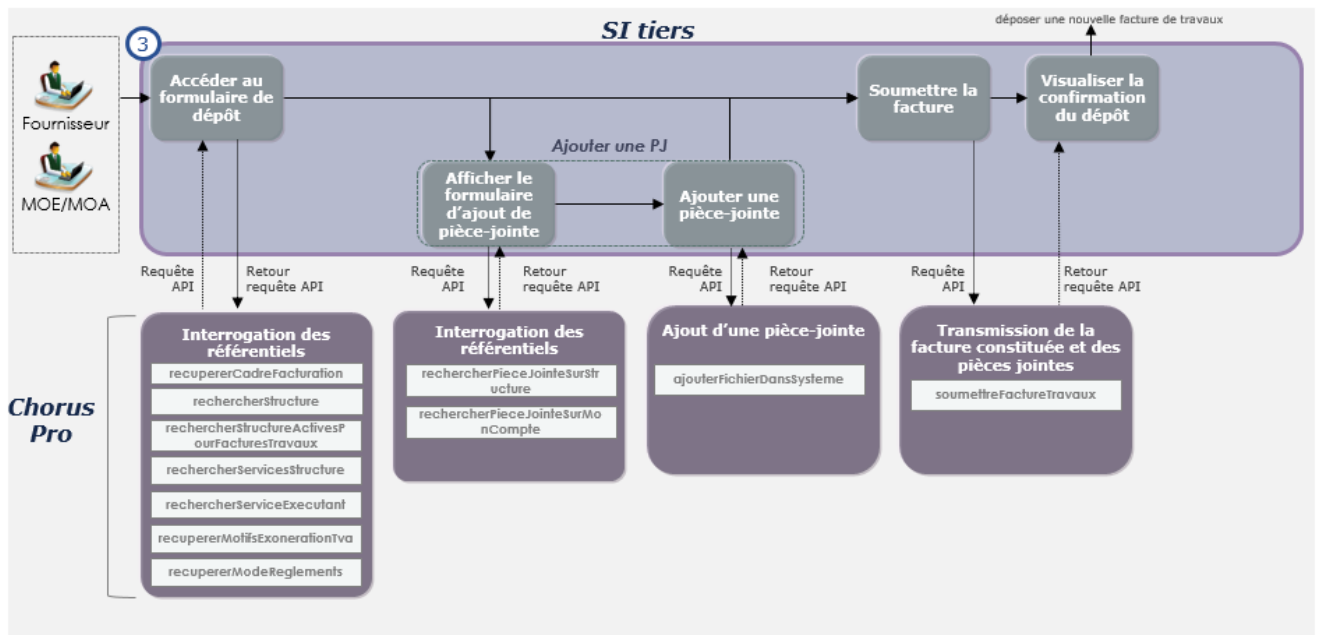 SI tiers
déposer une nouvelle facture de travaux
3
Fournisseur
MOE/MOA
Accéder au
formulaire de
dépôt
Soumettre la
facture
Visualiser la
confirmation
du dépôt
Ajouter une PJ
Afficher le
formulaire
d'ajout de
pièce-jointe
Ajouter une
pièce-jointe
Requête
API
Retour
requête API
Requête
API
Retour
requête API
Requête
API
Retour
requête API
Requête
API
Retour
requête API
Chorus
Pro
Interrogation des
référentiels
recupererCadreFacturation
rechercherStructure
rechercherStructureActivesP
ourFacturesTravaux
rechercherServicesStructure
rechercherServiceExecutant
recupererMotifsExonerationTva
recupererModeReglements
Interrogation des
référentiels
rechercherPieceJointeSurStr
ucture
rechercherPieceJointeSurMo
nCompte
Ajout d'une pièce-jointe
ajouterFichierDansSysteme
Transmission de la
facture constituée et des
pièces jointes
soumettreFactureTravaux